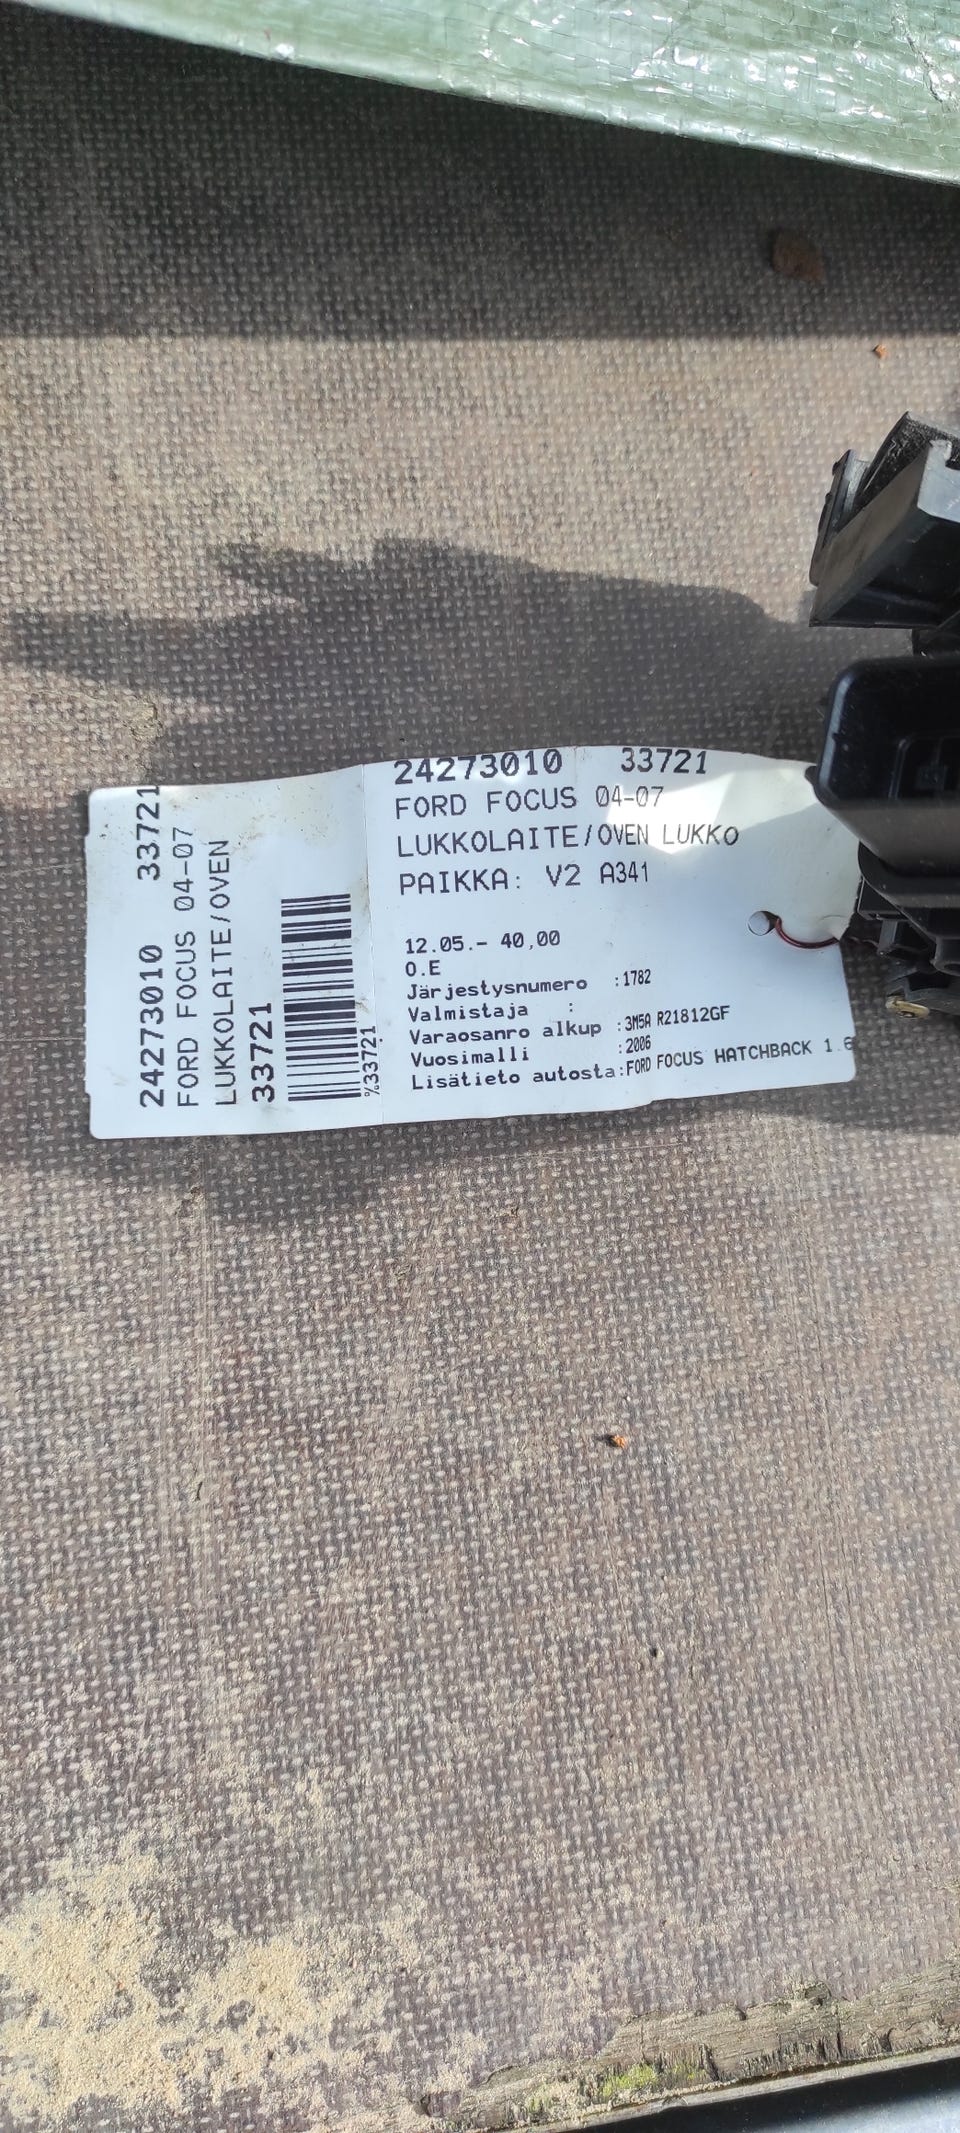 24273010 33721
FORD FOCUS 04-07
LUKKOLAITE/OVEN LUKKO
PAIKKA: V2 A341
12.05.- 40,00
O.E
Järjestysnumero :1782
Valmistaja :
Varaosanro alkup :3M5A R21812GF
Vuosimalli :2006
Lisätieto autosta:FORD FOCUS HATCHBACK 1.6
24273010 33721
FORD FOCUS 04-07
LUKKOLAITE/OVEN
33721
%33721